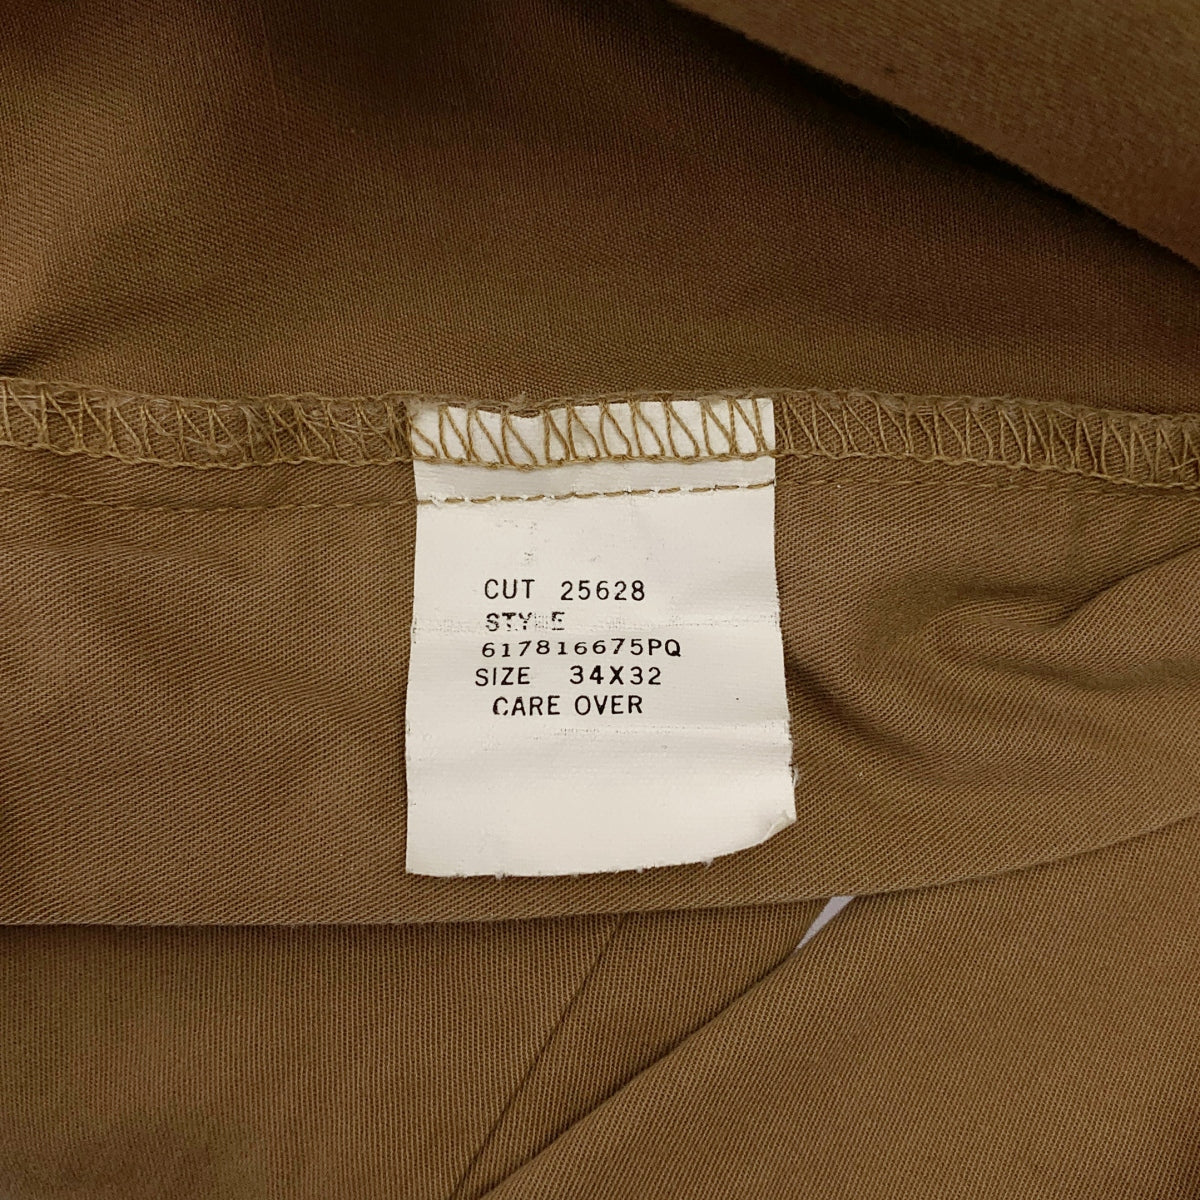 CUT 25628
STYLE
617816675PQ
SIZE 34X32
CARE OVER